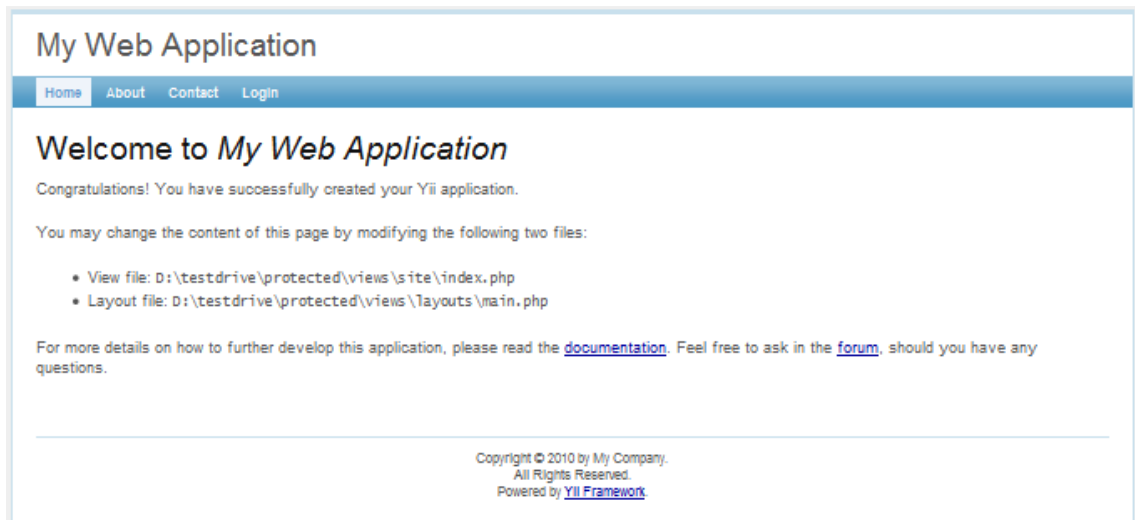 My Web Application
Home About Contact Login
Welcome to My Web Application
Congratulations! You have successfully created your Yii application.
You may change the content of this page by modifying the following two files:
• View file: D:\testdrive\protected\views\site\index.php
• Layout file: D:\testdrive\protected\views\layouts\main.php
For more details on how to further develop this application, please read the documentation. Feel free to ask in the forum, should you have any
questions.
Copyright © 2010 by My Company.
All Rights Reserved.
Powered by Yii Framework.